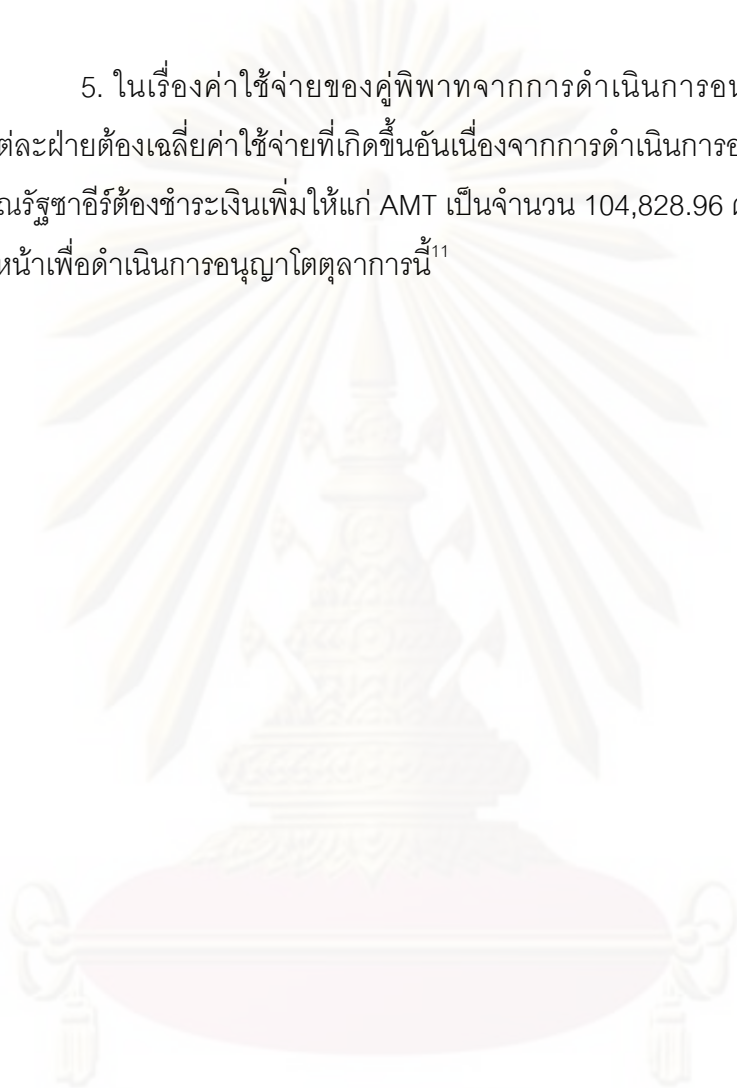 5. ในเรื่องค่าใช้จ่ายของคู่พิพาทจากการดำเนินการอน
ต่ละฝ่ายต้องเฉลี่ยค่าใช้จ่ายที่เกิดขึ้นอันเนื่องจากการดำเนินการอ
ณรัฐซาอีร์ต้องชำระเงินเพิ่มให้แก่ AMT เป็นจำนวน 104,828.96 ด
หน้าเพื่อดำเนินการอนุญาโตตุลาการนี้11